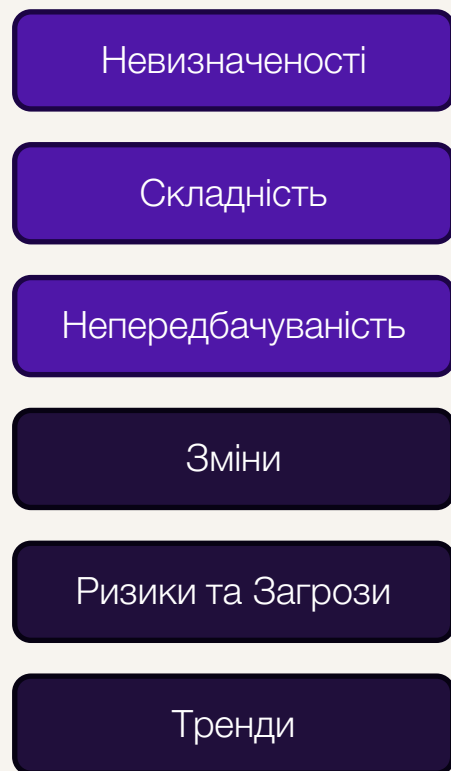 Невизначеності
Складність
Непередбачуваність
Зміни
Ризики та Загрози
Тренди